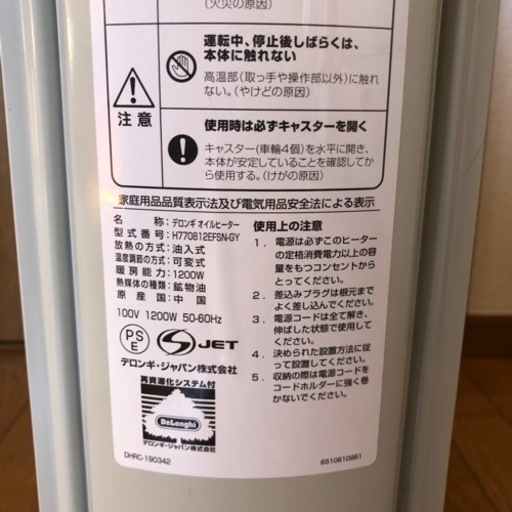 （火災の原因）
運転中、停止後しばらくは、
本体に触れない
高温部（取っ手や操作部以外）に触れ
ない。（やけどの原因）
注意
使用時は必ずキャスターを開く
キャスター（車輪4個）を水平に開き、
本体が安定していることを確認してか
ら使用する。（けがの原因）
家庭用品品質表示法及び電気用品安全法による表示
名称：デロンギ オイルヒーター
型式番号：H770812EFSN-GY
放熱の方式：油入式
温度調節の方式：可変式
暖房能力：1200W
熱媒体の種類：鉱物油
原産国：中国
100V 1200W 50-60Hz
PS
E
S JET
デロンギ・ジャパン株式会社
再資源化システム付
DeLonghi
デロンギ・ジャパン株式会社
DHRC-190342
使用上の注意
1．電源は必ずこのヒーター
の定格消費電力以上の容
量をもつコンセントから
とってください。
2．差込みプラグは根元まで
よく差し込んでください。
3．電源コードは全て解き、
伸ばした状態で使用して
ください。
4．決められた設置方法に従
って設置してください。
5．収納の際は電源コードを
コードホルダーに強く巻
かないでください。
6510810951